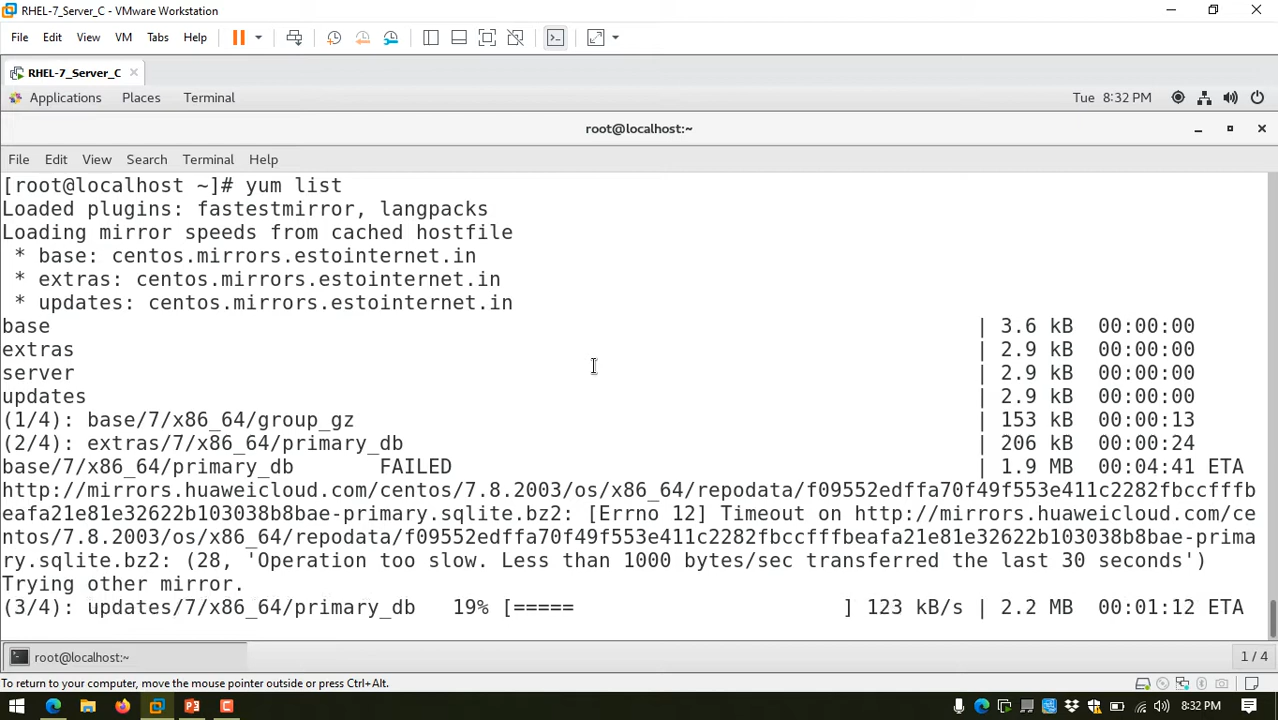 RHEL-7_Server_C - VMware Workstation
File Edit View VM Tabs Help
RHEL-7_Server_C
Applications Places Terminal Tue 8:32 PM
root@localhost:~
File Edit View Search Terminal Help
[root@localhost ~]# yum list
Loaded plugins: fastestmirror, langpacks
Loading mirror speeds from cached hostfile
* base: centos.mirrors.estointernet.in
* extras: centos.mirrors.estointernet.in
* updates: centos.mirrors.estointernet.in
base | 3.6 kB 00:00:00
extras | 2.9 kB 00:00:00
server | 2.9 kB 00:00:00
updates | 2.9 kB 00:00:00
(1/4): base/7/x86_64/group_gz | 153 kB 00:00:13
(2/4): extras/7/x86_64/primary_db | 206 kB 00:00:24
base/7/x86_64/primary_db FAILED | 1.9 MB 00:04:41 ETA
http://mirrors.huaweicloud.com/centos/7.8.2003/os/x86_64/repodata/f09552edffa70f49f553e411c2282fbccfffb
eafa21e81e32622b103038b8bae-primary.sqlite.bz2: [Errno 12] Timeout on http://mirrors.huaweicloud.com/ce
ntos/7.8.2003/os/x86_64/repodata/f09552edffa70f49f553e411c2282fbccfffbeafa21e81e32622b103038b8bae-prima
ry.sqlite.bz2: (28, 'Operation too slow. Less than 1000 bytes/sec transferred the last 30 seconds')
Trying other mirror.
(3/4): updates/7/x86_64/primary_db 19% [===== ] 123 kB/s | 2.2 MB 00:01:12 ETA
root@localhost:~ 1 / 4
To return to your computer, move the mouse pointer outside or press Ctrl+Alt.
8:32 PM